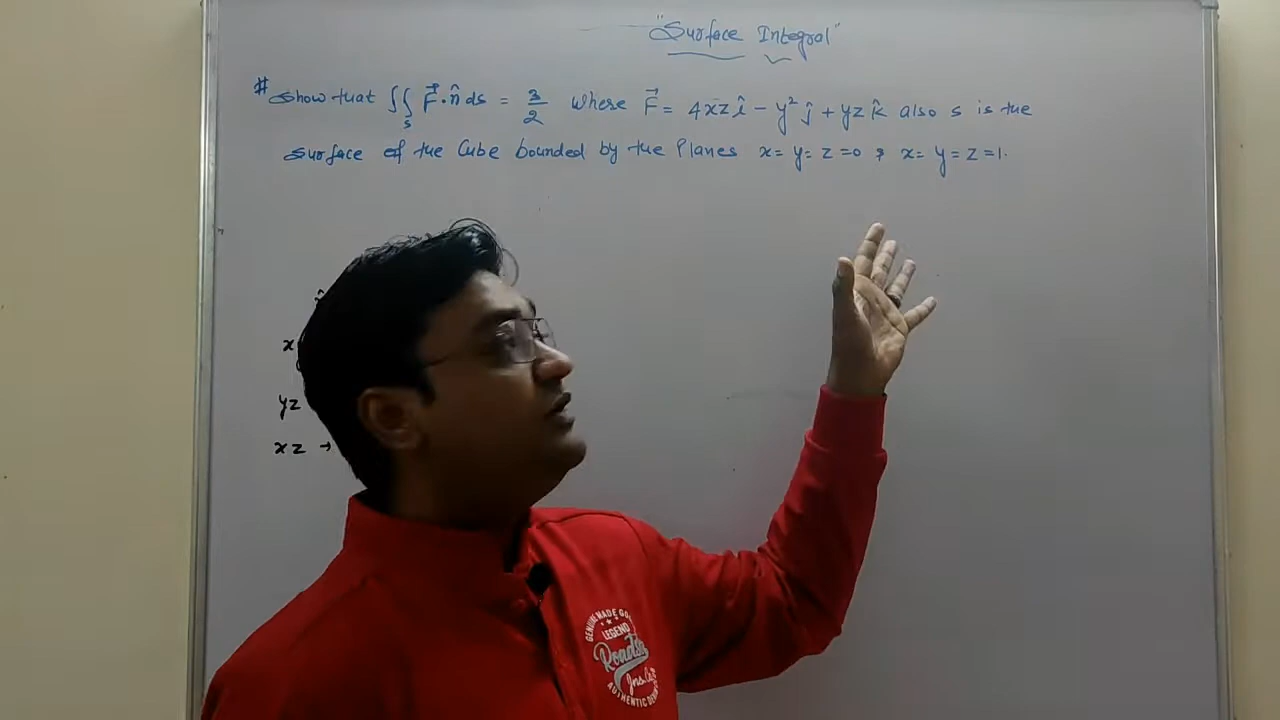 "Surface Integral"
# Show that ∬ₛ F⃗·n̂ ds = 3/2 where F⃗ = 4xz î − y² ĵ + yz k̂ also s is the
Surface of the Cube bounded by the Planes x = y = z = 0 & x = y = z = 1.
x
yz
xz →
LEGEND